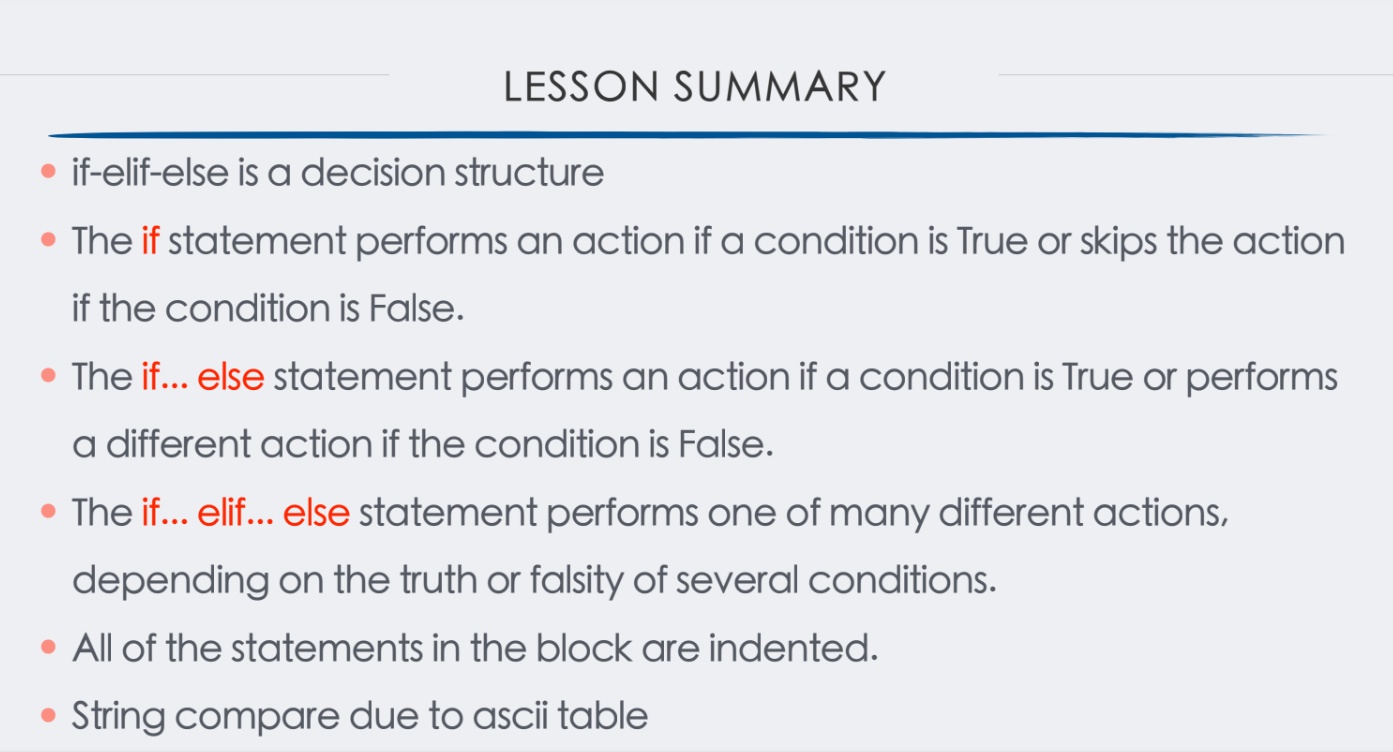 LESSON SUMMARY
• if-elif-else is a decision structure
• The if statement performs an action if a condition is True or skips the action
if the condition is False.
• The if... else statement performs an action if a condition is True or performs
a different action if the condition is False.
• The if... elif... else statement performs one of many different actions,
depending on the truth or falsity of several conditions.
• All of the statements in the block are indented.
• String compare due to ascii table